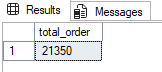 Results Messages
total_order
1 21350